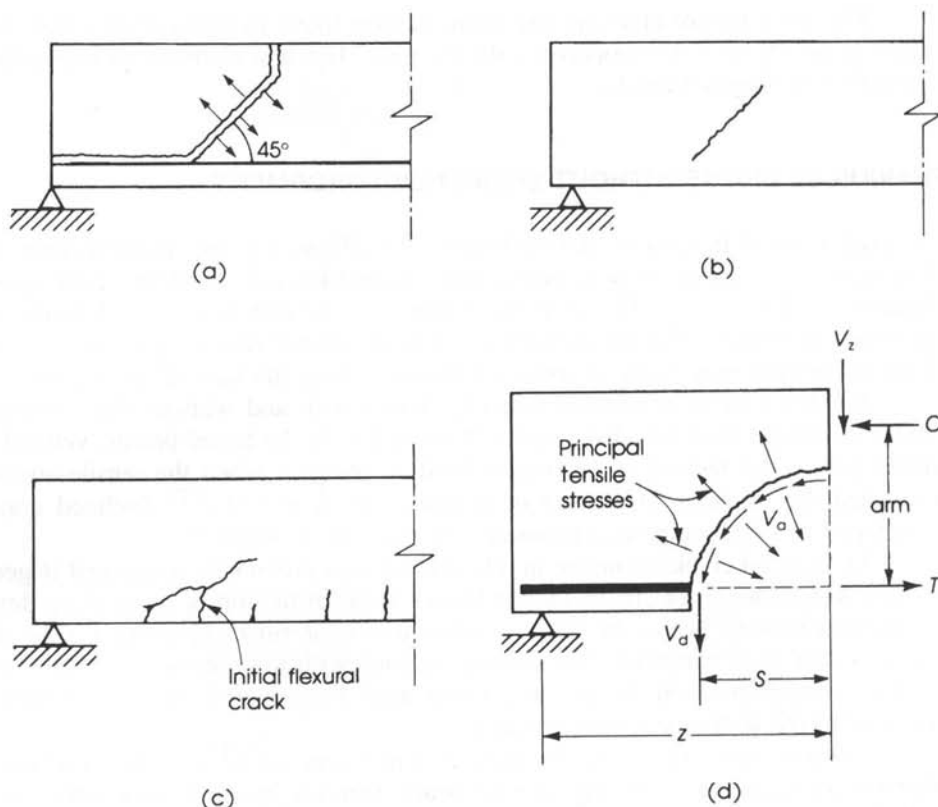 45°
(a)
(b)
Initial flexural
crack
(c)
V_z
C
Principal
tensile
stresses
V_a
arm
T
V_d
S
z
(d)